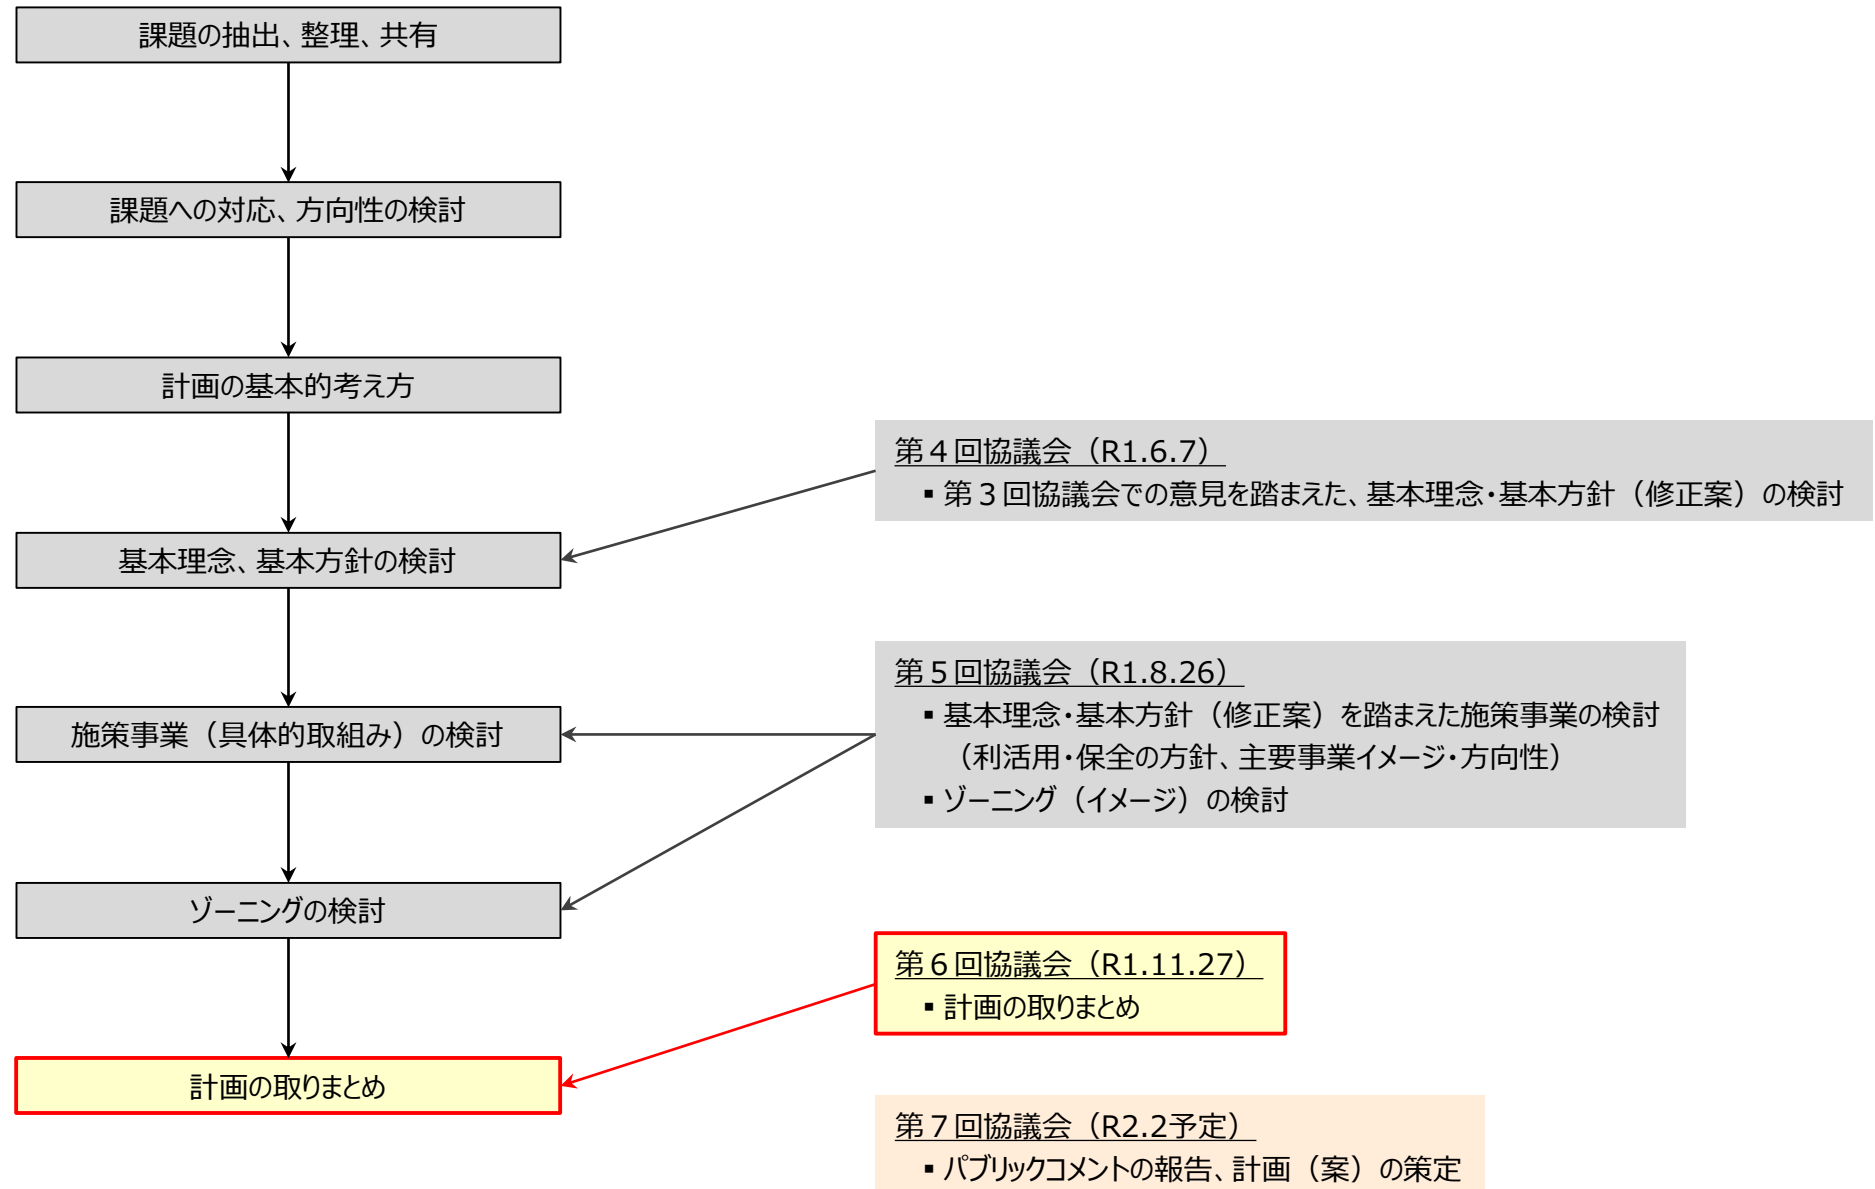 課題の抽出、整理、共有
課題への対応、方向性の検討
計画の基本的考え方
基本理念、基本方針の検討
施策事業（具体的取組み）の検討
ゾーニングの検討
計画の取りまとめ
第４回協議会（R1.6.7）
▪第３回協議会での意見を踏まえた、基本理念・基本方針（修正案）の検討
第５回協議会（R1.8.26）
▪基本理念・基本方針（修正案）を踏まえた施策事業の検討
（利活用・保全の方針、主要事業イメージ・方向性）
▪ゾーニング（イメージ）の検討
第６回協議会（R1.11.27）
▪計画の取りまとめ
第７回協議会（R2.2予定）
▪パブリックコメントの報告、計画（案）の策定